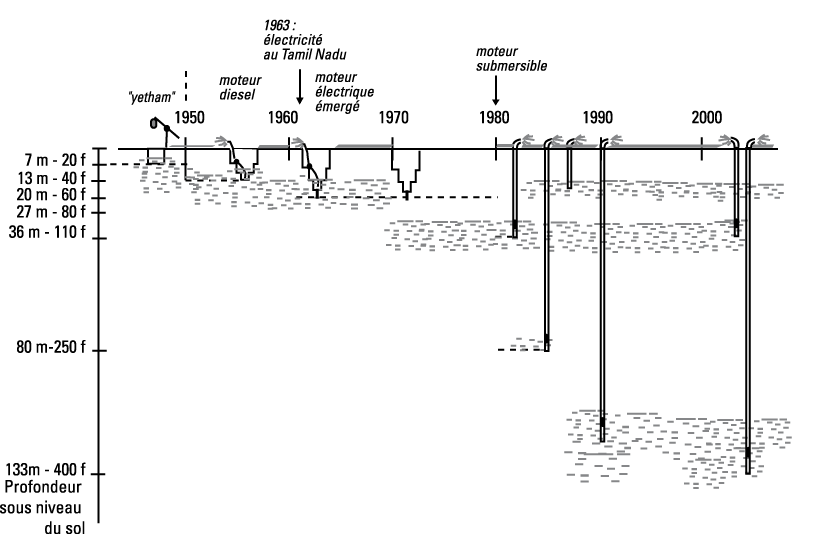 1963 :
électricité
au Tamil Nadu
moteur
submersible
"yetham"
moteur
diesel
moteur
électrique
émergé
1950
1960
1970
1980
1990
2000
7 m - 20 f
13 m - 40 f
20 m - 60 f
27 m - 80 f
36 m - 110 f
80 m-250 f
133m - 400 f
Profondeur
sous niveau
du sol